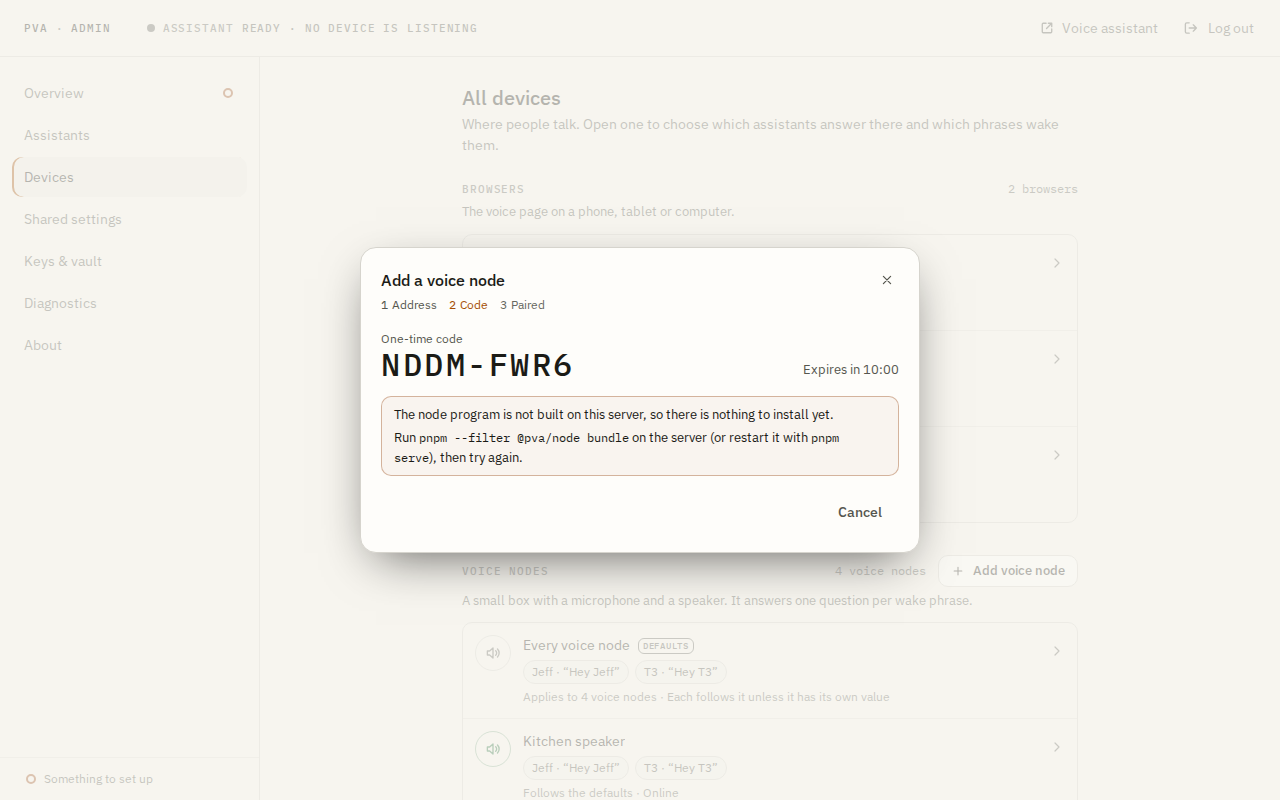 PVA · ADMIN
ASSISTANT READY · NO DEVICE IS LISTENING
Voice assistant
Log out
Overview
Assistants
Devices
Shared settings
Keys & vault
Diagnostics
About
Something to set up
All devices
Where people talk. Open one to choose which assistants answer there and which phrases wake
them.
BROWSERS
2 browsers
The voice page on a phone, tablet or computer.
Add a voice node
1 Address 2 Code 3 Paired
One-time code
NDDM-FWR6
Expires in 10:00
The node program is not built on this server, so there is nothing to install yet.
Run pnpm --filter @pva/node bundle on the server (or restart it with pnpm
serve), then try again.
Cancel
VOICE NODES
4 voice nodes
Add voice node
A small box with a microphone and a speaker. It answers one question per wake phrase.
Every voice node DEFAULTS
Jeff · “Hey Jeff” T3 · “Hey T3”
Applies to 4 voice nodes · Each follows it unless it has its own value
Kitchen speaker
Jeff · “Hey Jeff” T3 · “Hey T3”
Follows the defaults · Online